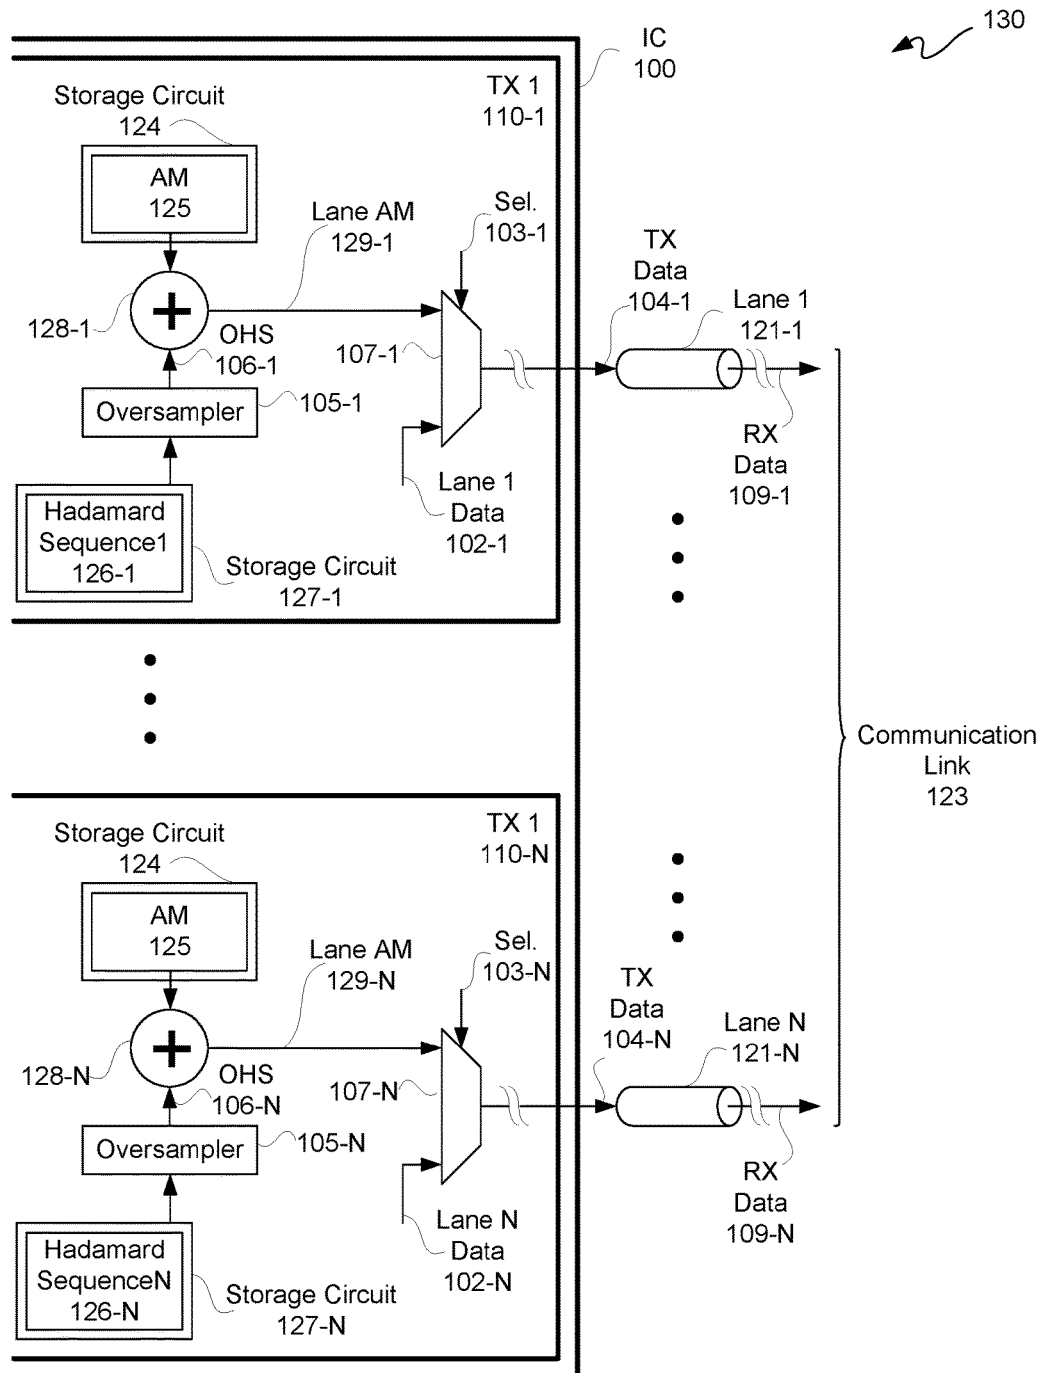 130
IC
100
TX 1
110-1
Storage Circuit
124
AM
125
Lane AM
129-1
Sel.
103-1
TX
Data
104-1
Lane 1
121-1
128-1
OHS
106-1
107-1
Oversampler
105-1
RX
Data
109-1
Lane 1
Data
102-1
Hadamard
Sequence1
126-1
Storage Circuit
127-1
Communication
Link
123
TX 1
110-N
Storage Circuit
124
AM
125
Lane AM
129-N
Sel.
103-N
TX
Data
104-N
Lane N
121-N
128-N
OHS
106-N
107-N
Oversampler
105-N
RX
Data
109-N
Lane N
Data
102-N
Hadamard
SequenceN
126-N
Storage Circuit
127-N